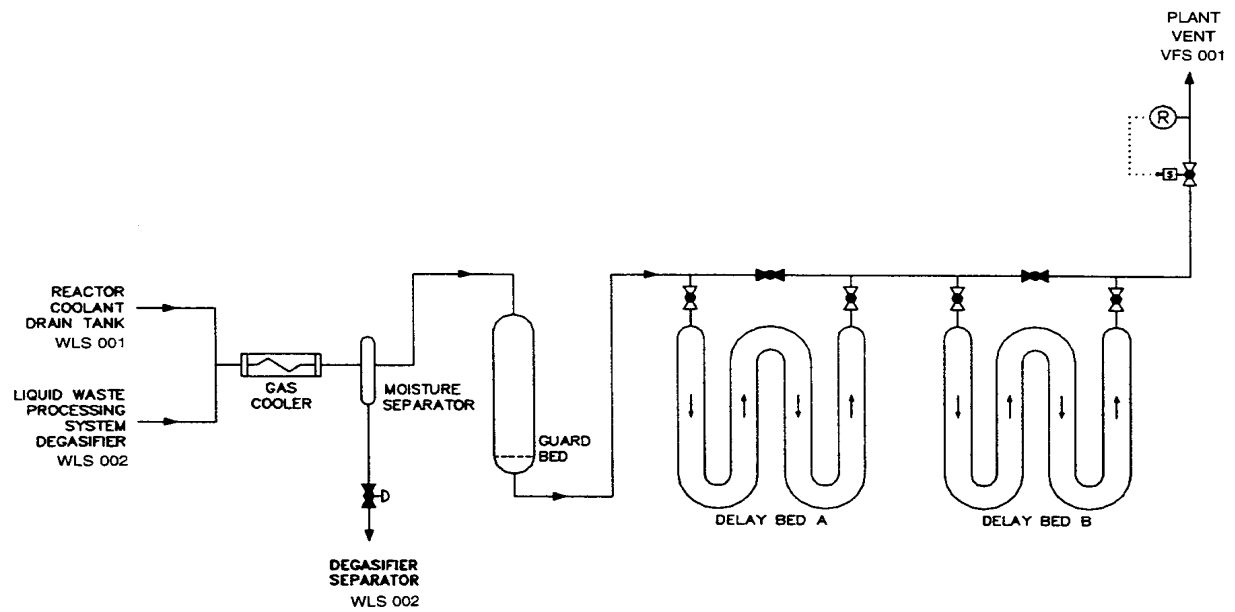 PLANT
VENT
VFS 001
R
S
REACTOR
COOLANT
DRAIN TANK
WLS 001
GAS
COOLER
MOISTURE
SEPARATOR
LIQUID WASTE
PROCESSING
SYSTEM
DEGASIFIER
WLS 002
GUARD
BED
D
DELAY BED A
DELAY BED B
DEGASIFIER
SEPARATOR
WLS 002